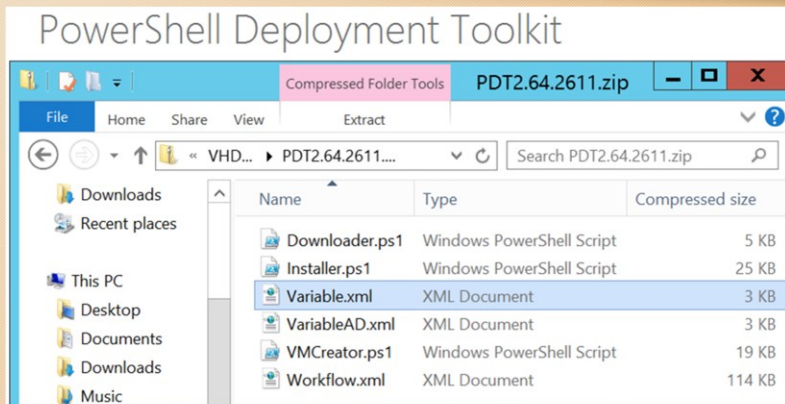 PowerShell Deployment Toolkit
Compressed Folder Tools PDT2.64.2611.zip
File Home Share View Extract
« VHD... PDT2.64.2611.... Search PDT2.64.2611.zip
Downloads
Recent places
This PC
Desktop
Documents
Downloads
Music
Name Type Compressed size
Downloader.ps1 Windows PowerShell Script 5 KB
Installer.ps1 Windows PowerShell Script 25 KB
Variable.xml XML Document 3 KB
VariableAD.xml XML Document 3 KB
VMCreator.ps1 Windows PowerShell Script 19 KB
Workflow.xml XML Document 114 KB